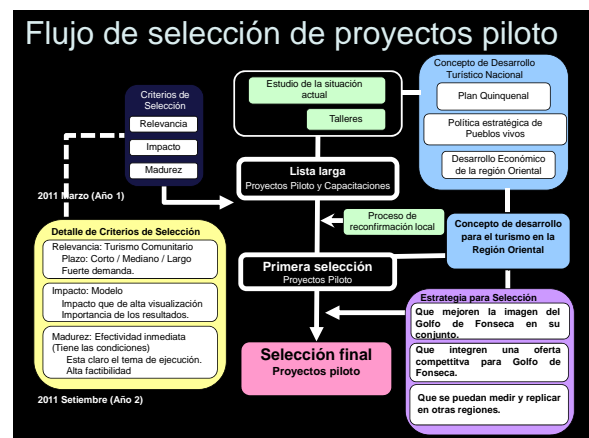 Flujo de selección de proyectos piloto
Criterios de
Selección
Relevancia
Impacto
Madurez
Estudio de la situación
actual
Talleres
Concepto de Desarrollo
Turístico Nacional
Plan Quinquenal
Política estratégica de
Pueblos vivos
Desarrollo Económico
de la región Oriental
Lista larga
Proyectos Piloto y Capacitaciones
2011 Marzo (Año 1)
Proceso de
reconfirmación local
Concepto de desarrollo
para el turismo en la
Región Oriental
Detalle de Criterios de Selección
Relevancia: Turismo Comunitario
Plazo: Corto / Mediano / Largo
Fuerte demanda.
Impacto: Modelo
Impacto que de alta visualización
Importancia de los resultados.
Madurez: Efectividad inmediata
(Tiene las condiciones)
Esta claro el tema de ejecución.
Alta factibilidad
Primera selección
Proyectos Piloto
Estrategia para Selección
Que mejoren la imagen del
Golfo de Fonseca en su
conjunto.
Que integren una oferta
compettitva para Golfo de
Fonseca.
Que se puedan medir y replicar
en otras regiones.
Selección final
Proyectos piloto
2011 Setiembre (Año 2)